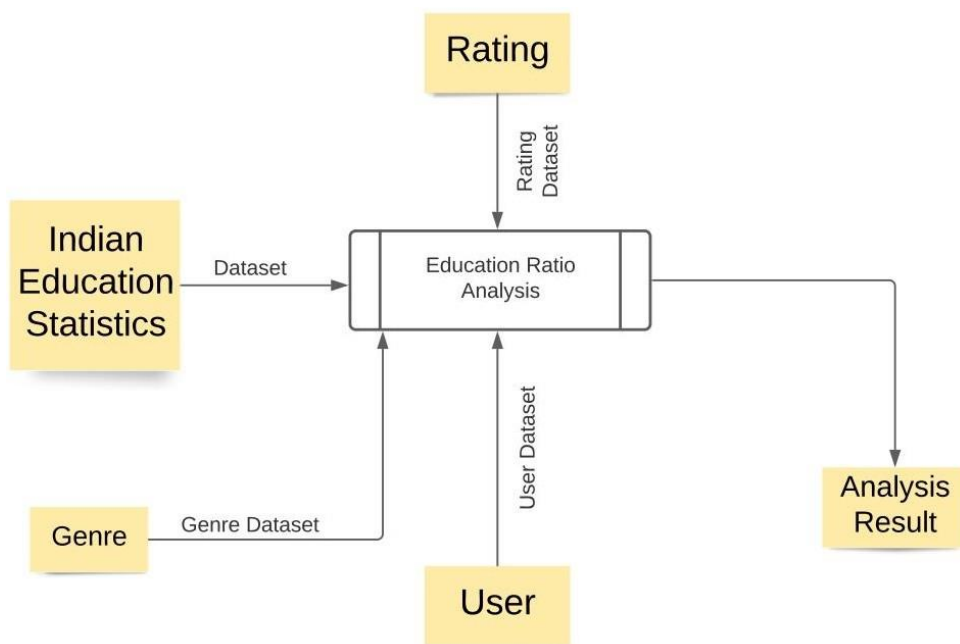 Rating
Rating
Dataset
Indian
Education
Statistics
Dataset
Education Ratio
Analysis
User Dataset
Genre
Genre Dataset
Analysis
Result
User